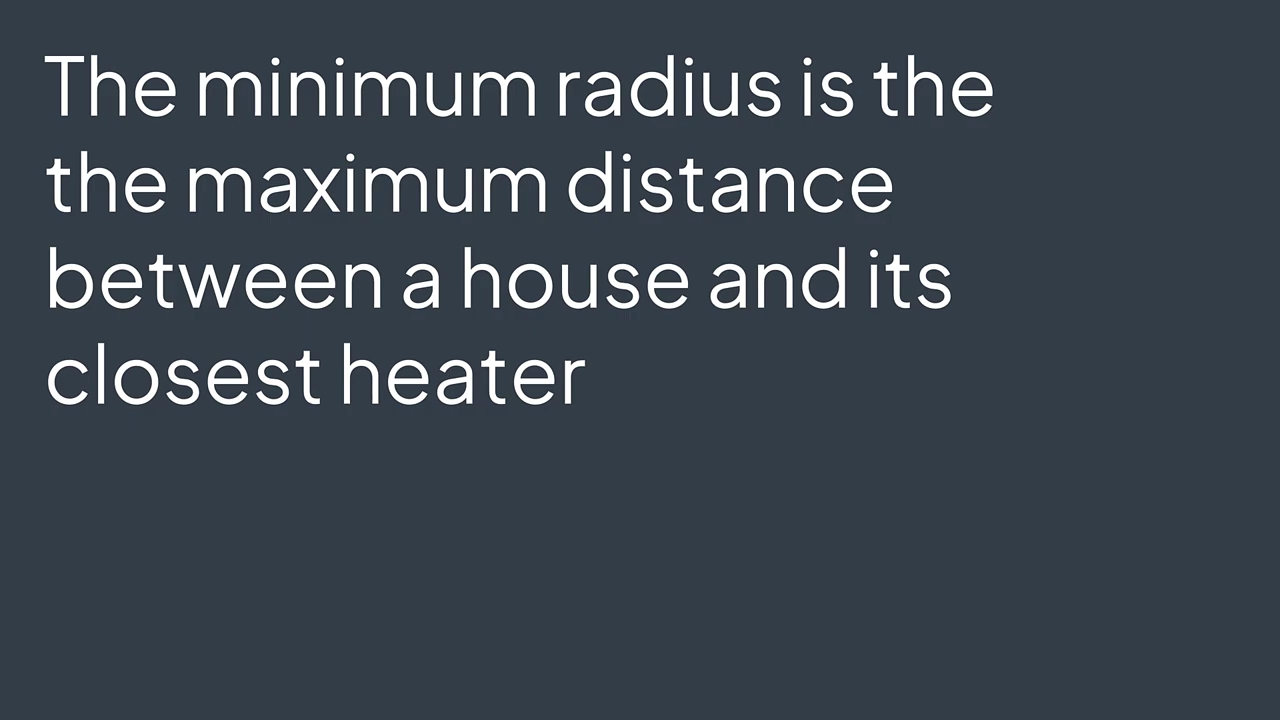 The minimum radius is the
the maximum distance
between a house and its
closest heater